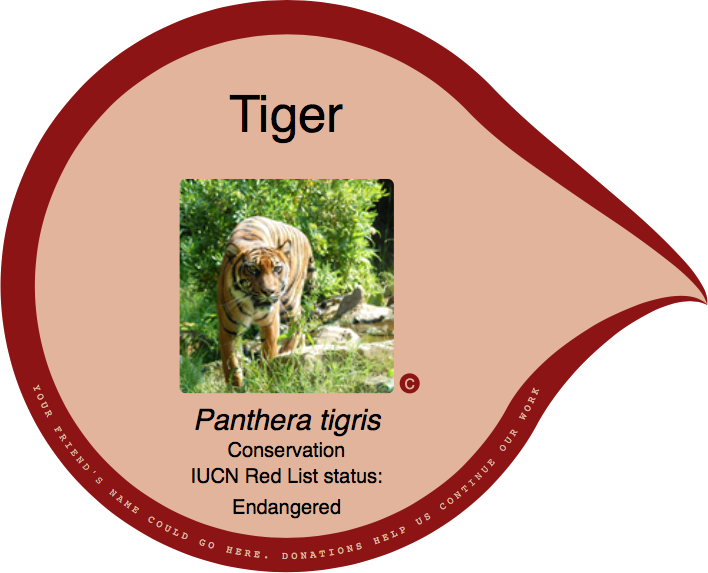 Tiger
C
Panthera tigris
Conservation
IUCN Red List status:
Endangered
YOUR FRIEND'S NAME COULD GO HERE. DONATIONS HELP US CONTINUE OUR WORK